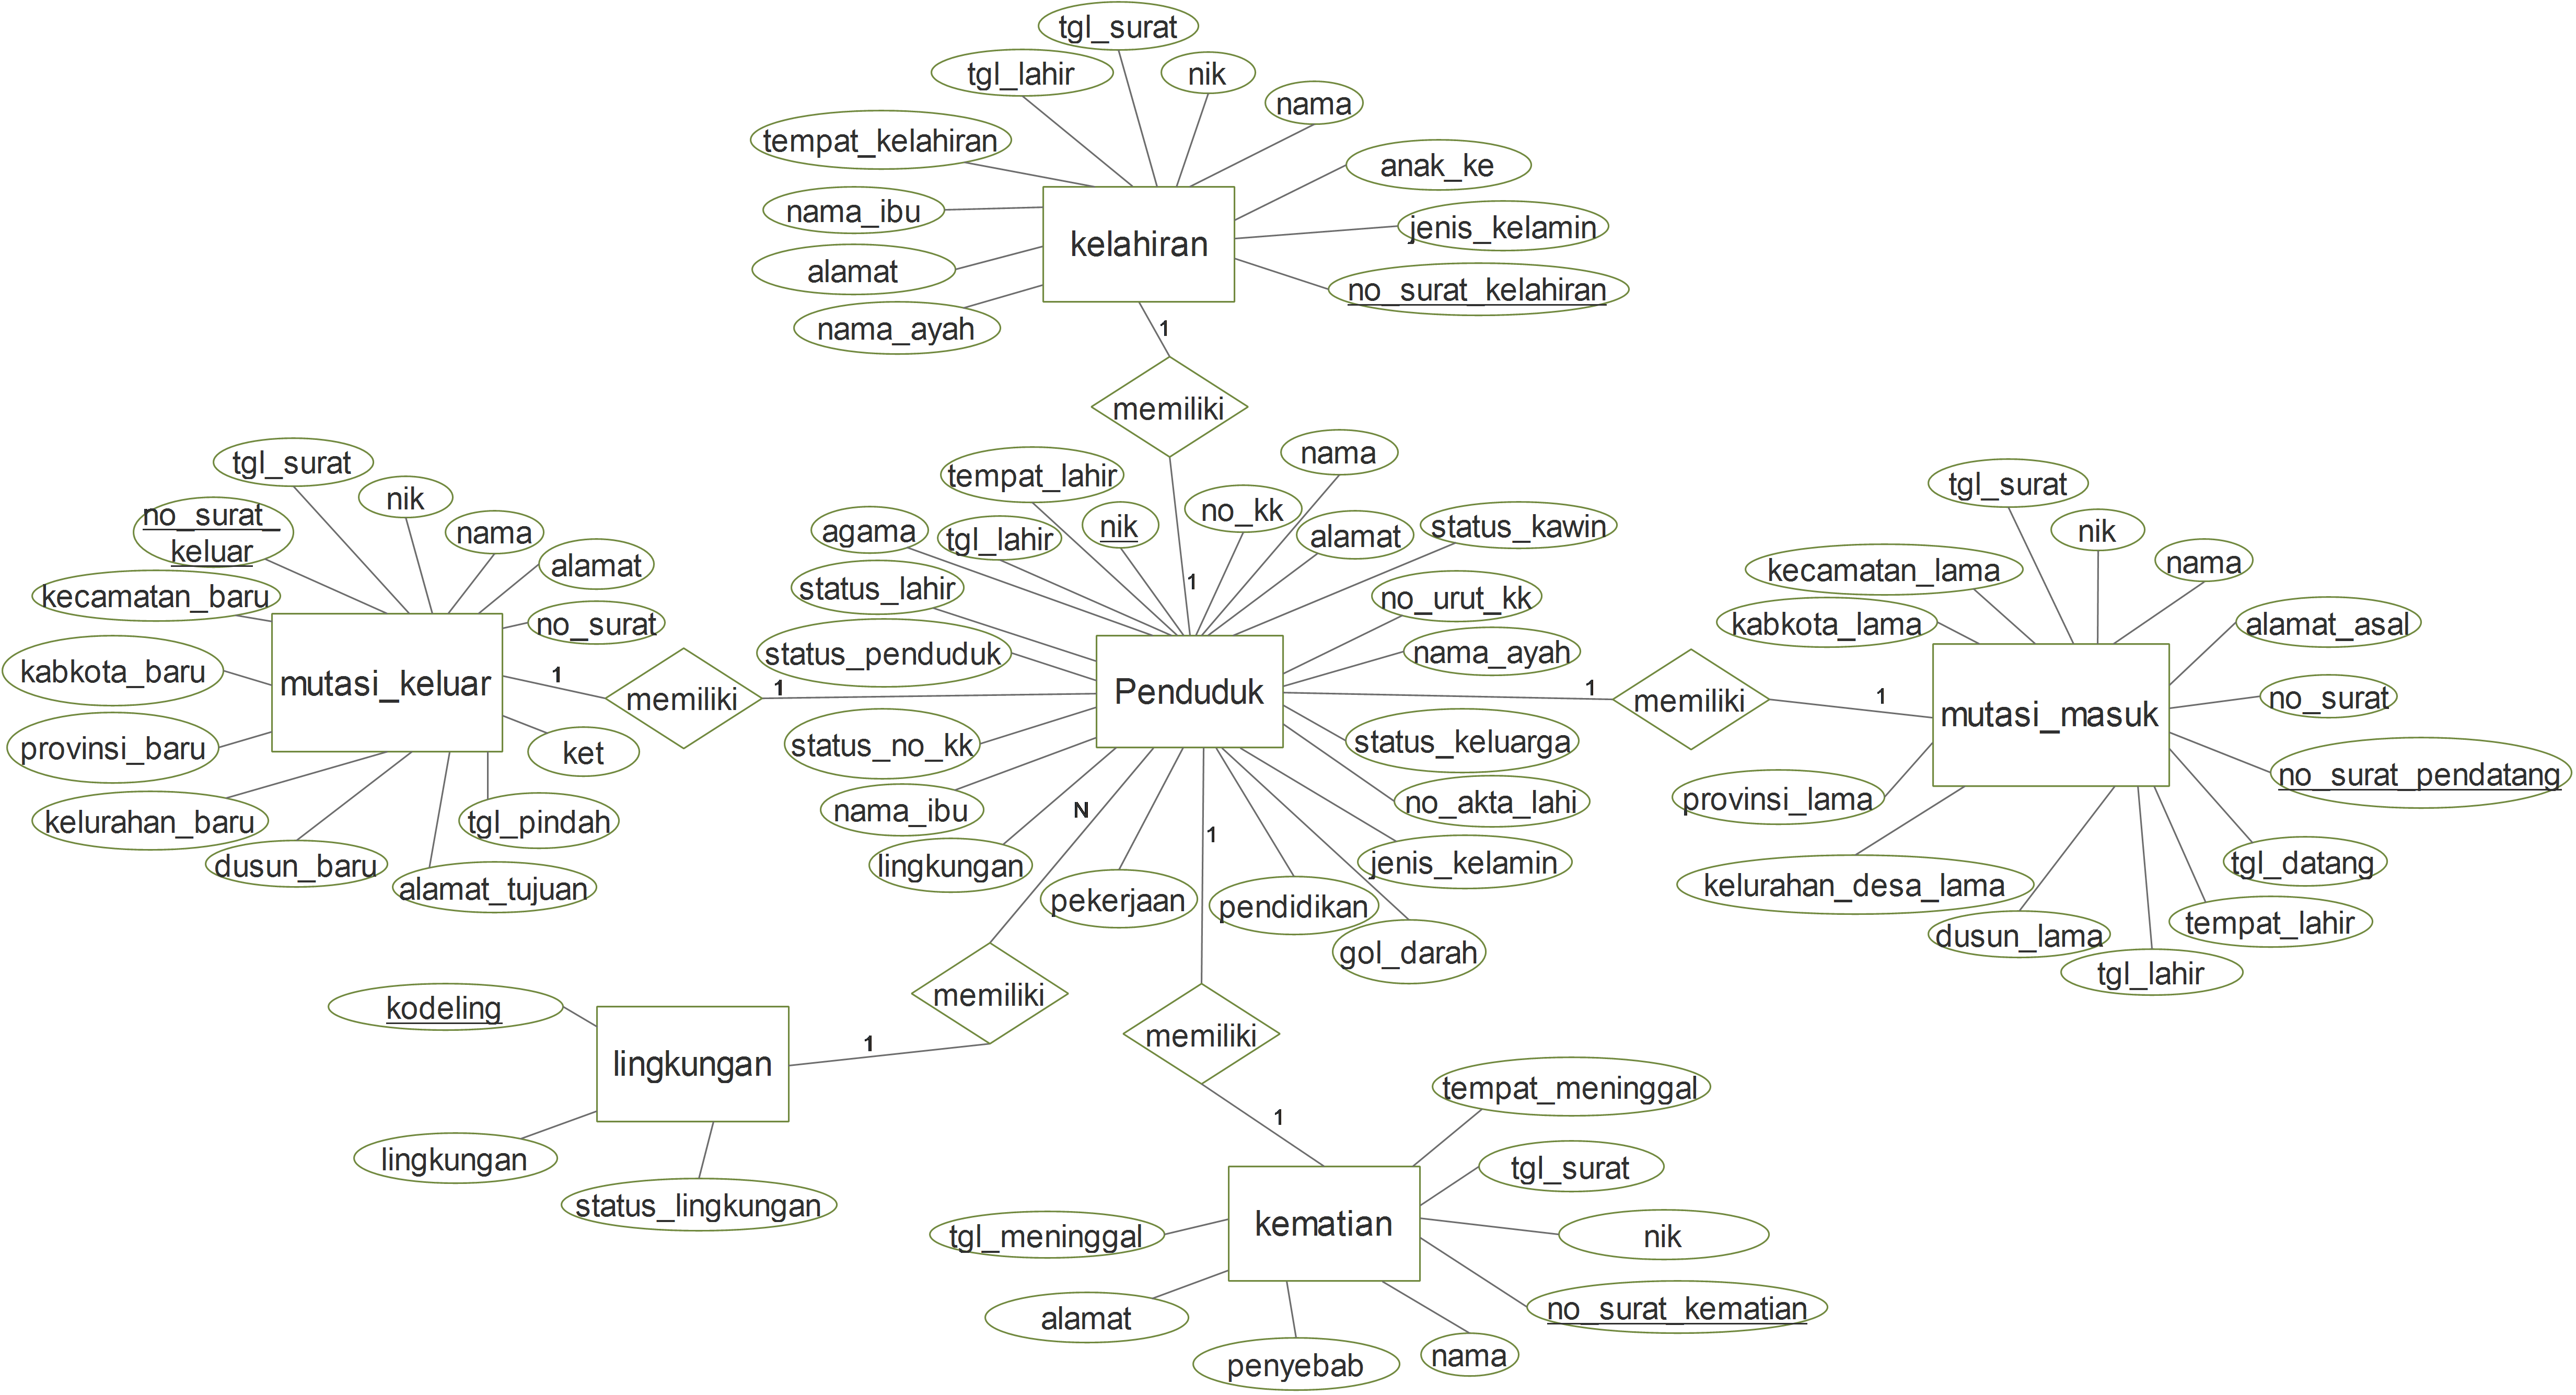 tgl_surat
tgl_lahir
nik
nama
tempat_kelahiran
anak_ke
nama_ibu
jenis_kelamin
kelahiran
alamat
no_surat_kelahiran
nama_ayah
1
memiliki
1
tgl_surat
nik
no_surat_
keluar
nama
alamat
kecamatan_baru
no_surat
kabkota_baru
mutasi_keluar
provinsi_baru
ket
kelurahan_baru
tgl_pindah
dusun_baru
alamat_tujuan
1
memiliki
1
nama
tempat_lahir
no_kk
nik
agama
tgl_lahir
alamat
status_kawin
status_lahir
no_urut_kk
status_penduduk
nama_ayah
Penduduk
status_no_kk
status_keluarga
nama_ibu
no_akta_lahi
lingkungan
jenis_kelamin
pekerjaan
pendidikan
gol_darah
1
memiliki
1
tgl_surat
nik
nama
kecamatan_lama
kabkota_lama
alamat_asal
no_surat
mutasi_masuk
no_surat_pendatang
provinsi_lama
tgl_datang
kelurahan_desa_lama
tempat_lahir
dusun_lama
tgl_lahir
N
memiliki
1
kodeling
lingkungan
lingkungan
status_lingkungan
1
memiliki
1
tempat_meninggal
tgl_surat
kematian
tgl_meninggal
nik
no_surat_kematian
alamat
nama
penyebab